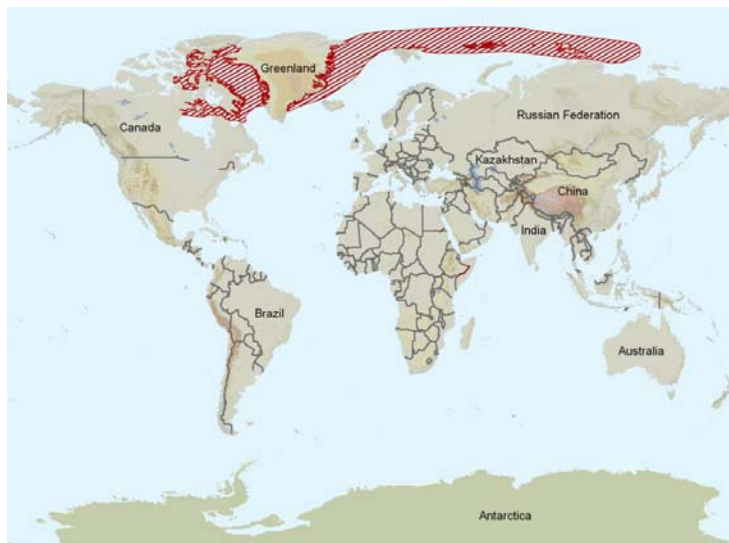 Greenland
Canada
Russian Federation
Kazakhstan
China
India
Brazil
Australia
Antarctica